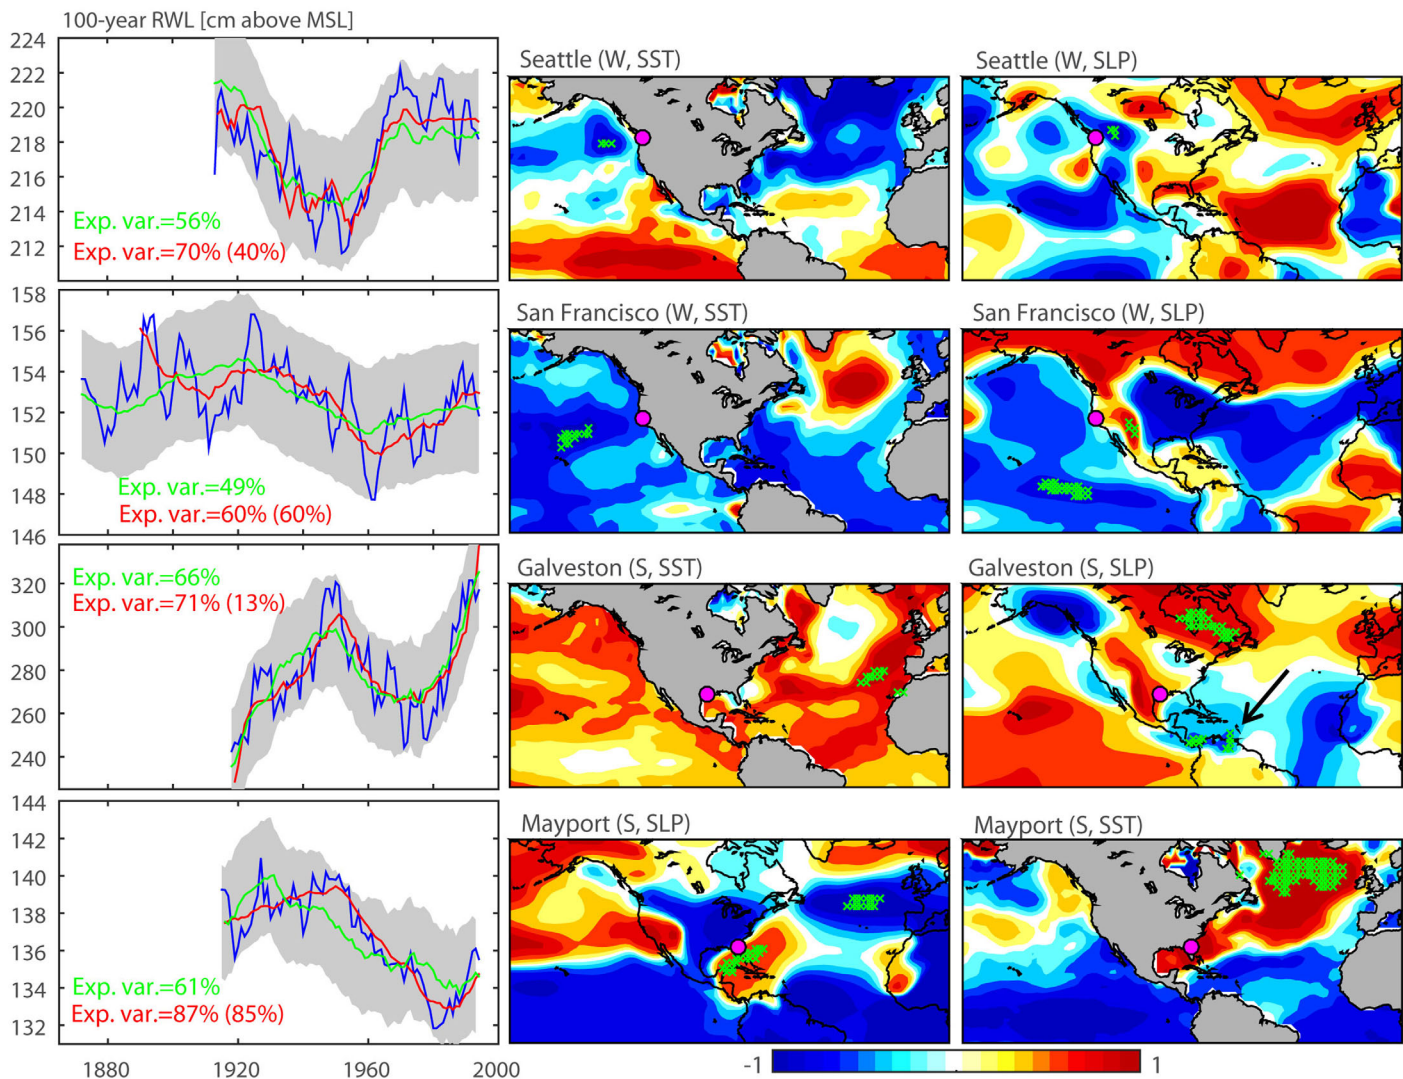 100-year RWL [cm above MSL]
224
222
220
218
216
214
212
Exp. var.=56%
Exp. var.=70% (40%)
Seattle (W, SST)
Seattle (W, SLP)
158
156
154
152
150
148
146
Exp. var.=49%
Exp. var.=60% (60%)
San Francisco (W, SST)
San Francisco (W, SLP)
320
300
280
260
240
Exp. var.=66%
Exp. var.=71% (13%)
Galveston (S, SST)
Galveston (S, SLP)
144
142
140
138
136
134
132
Exp. var.=61%
Exp. var.=87% (85%)
Mayport (S, SLP)
Mayport (S, SST)
1880
1920
1960
2000
-1
1